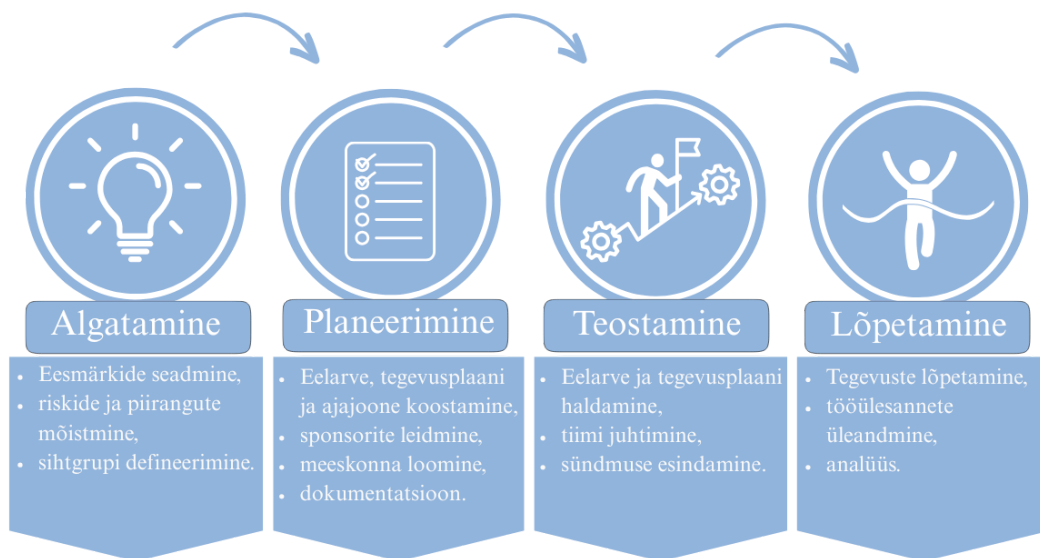 Algatamine
• Eesmärkide seadmine,
• riskide ja piirangute
mõistmine,
• sihtgrupi defineerimine.
Planeerimine
• Eelarve, tegevusplaani
ja ajajoone koostamine,
• sponsorite leidmine,
• meeskonna loomine,
• dokumentatsioon.
Teostamine
• Eelarve ja tegevusplaani
haldamine,
• tiimi juhtimine,
• sündmuse esindamine.
Lõpetamine
• Tegevuste lõpetamine,
• tööülesannete
üleandmine,
• analüüs.